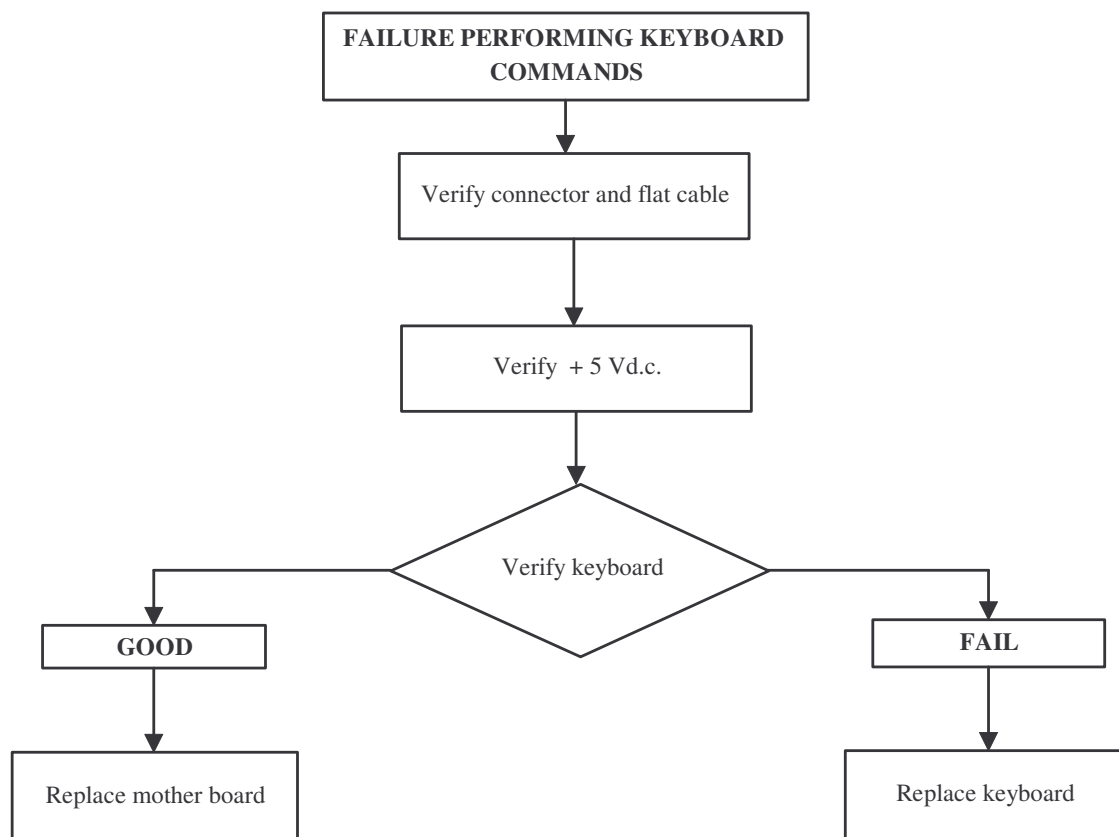 FAILURE PERFORMING KEYBOARD
COMMANDS
Verify connector and flat cable
Verify + 5 Vd.c.
Verify keyboard
GOOD
FAIL
Replace mother board
Replace keyboard